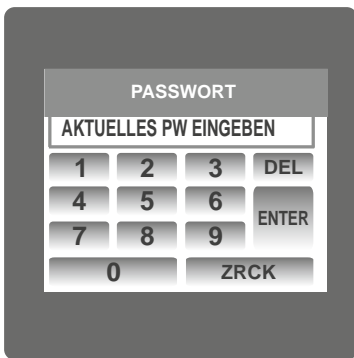 PASSWORT
AKTUELLES PW EINGEBEN
1 2 3 DEL
4 5 6 ENTER
7 8 9
0 ZRCK